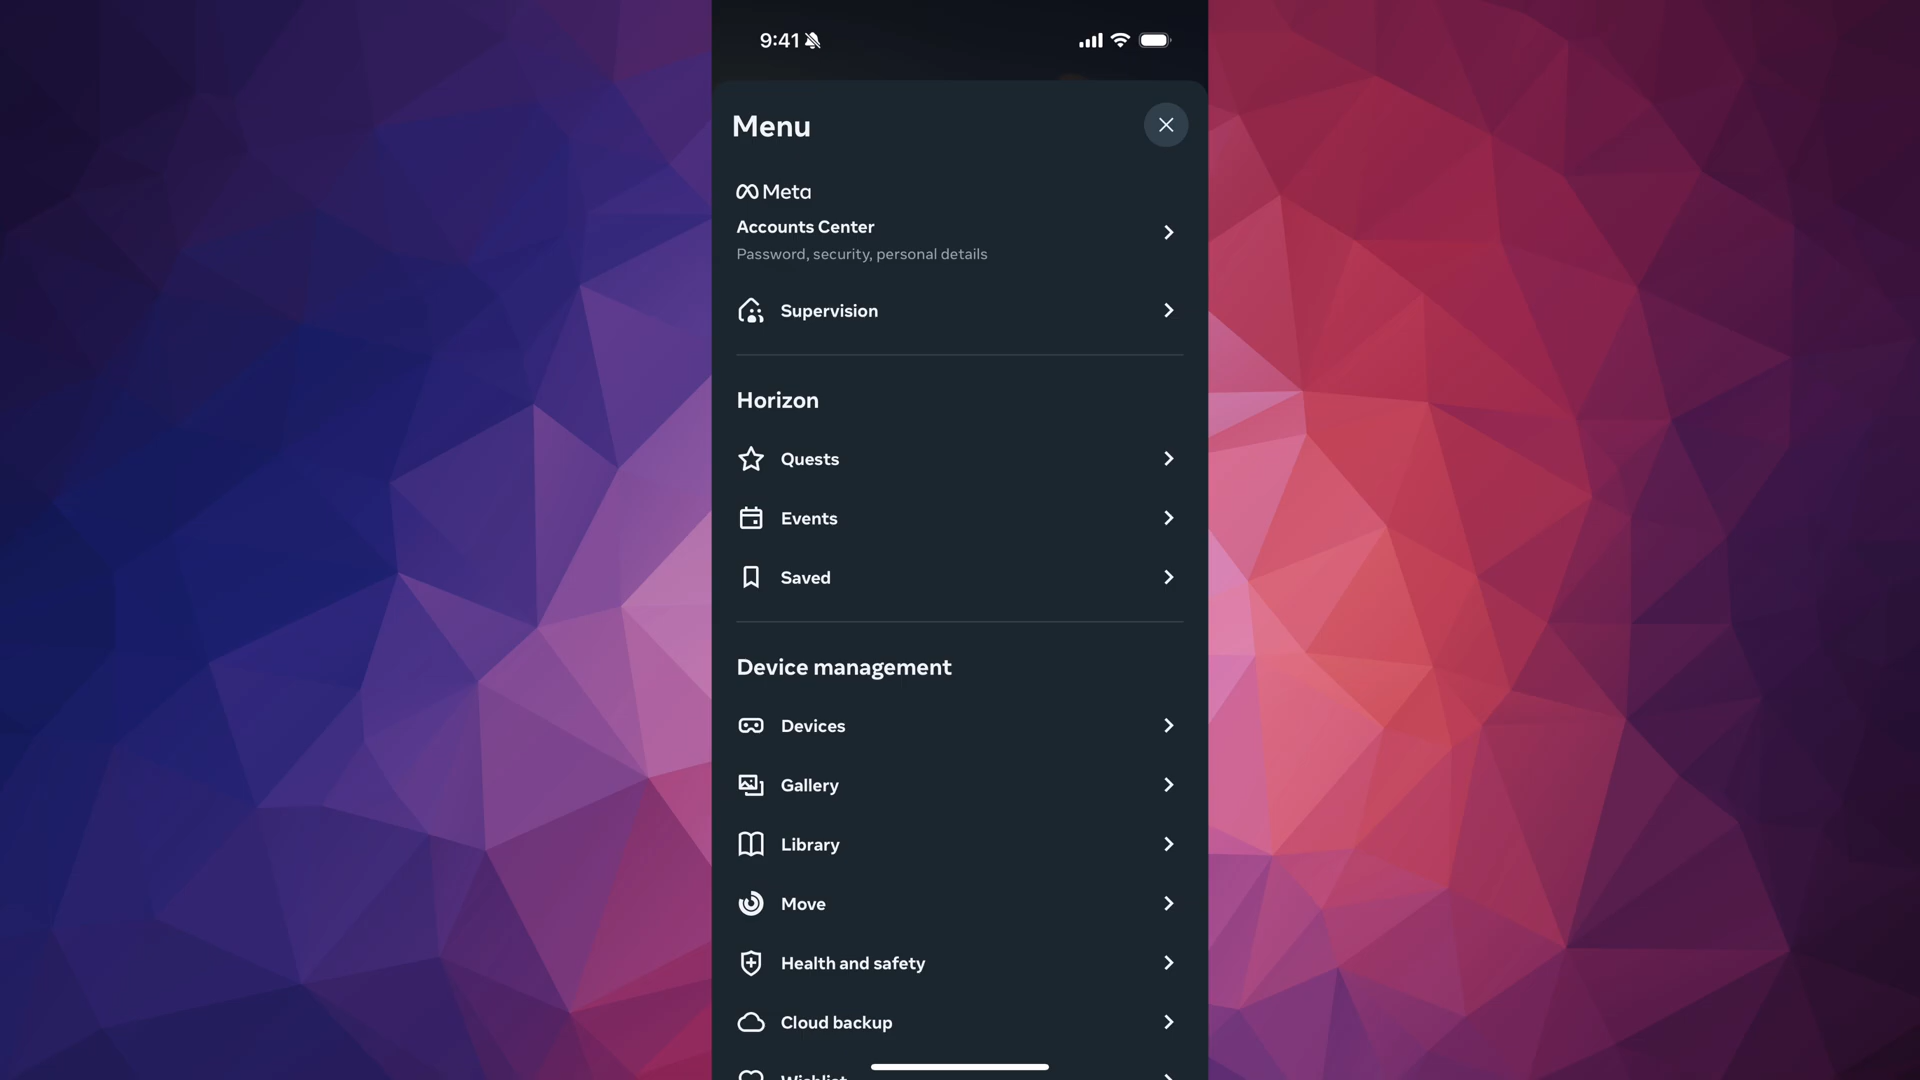 9:41
Menu
Meta
Accounts Center
Password, security, personal details
Supervision
Horizon
Quests
Events
Saved
Device management
Devices
Gallery
Library
Move
Health and safety
Cloud backup
Wishlist